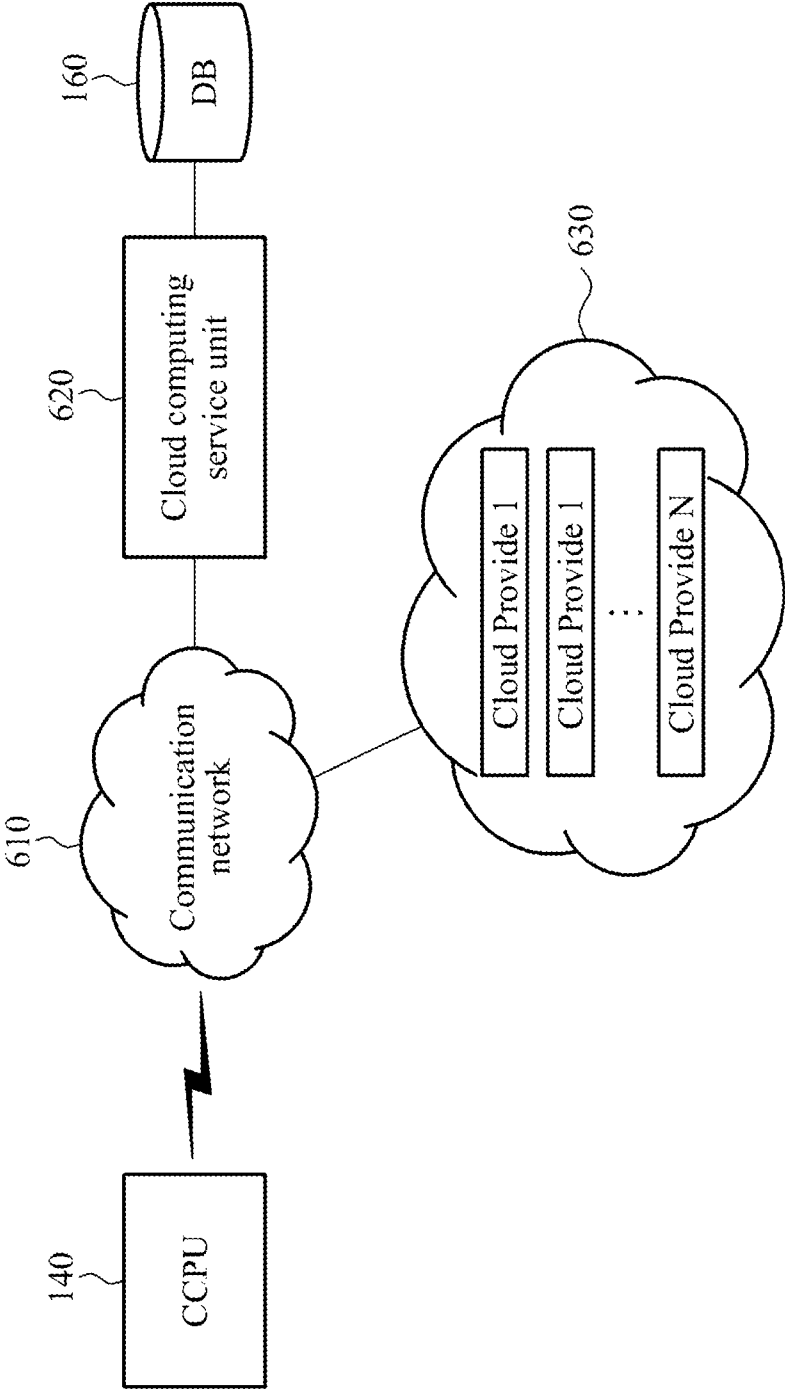 140
CCPU
610
Communication
network
620
Cloud computing
service unit
160
DB
630
Cloud Provide 1
Cloud Provide 1
⋯
Cloud Provide N